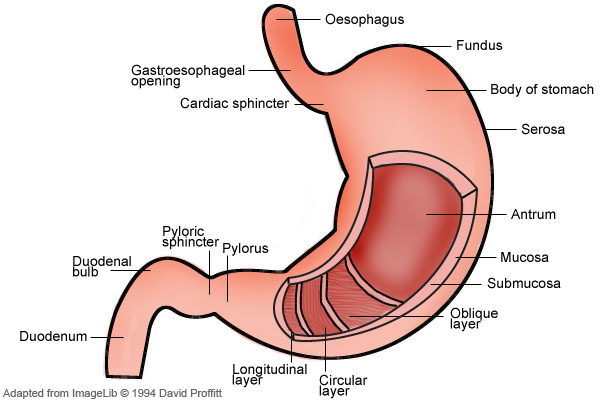 Oesophagus
Fundus
Gastroesophageal
opening
Body of stomach
Cardiac sphincter
Serosa
Antrum
Pyloric
sphincter
Pylorus
Duodenal
bulb
Mucosa
Submucosa
Oblique
layer
Duodenum
Longitudinal
layer
Circular
layer
Adapted from ImageLib © 1994 David Proffitt